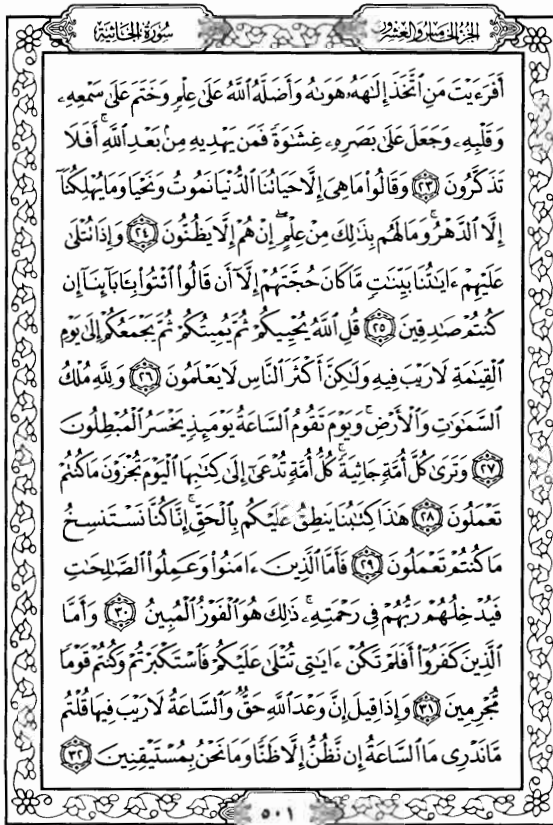 الجزء الخامس والعشرون
سورة الجاثية
أَفَرَءَيْتَ مَنِ ٱتَّخَذَ إِلَٰهَهُۥ هَوَىٰهُ وَأَضَلَّهُ ٱللَّهُ عَلَىٰ عِلْمٍ وَخَتَمَ عَلَىٰ سَمْعِهِۦ
وَقَلْبِهِۦ وَجَعَلَ عَلَىٰ بَصَرِهِۦ غِشَٰوَةً فَمَن يَهْدِيهِ مِنۢ بَعْدِ ٱللَّهِ ۚ أَفَلَا
تَذَكَّرُونَ ٢٣ وَقَالُوا۟ مَا هِىَ إِلَّا حَيَاتُنَا ٱلدُّنْيَا نَمُوتُ وَنَحْيَا وَمَا يُهْلِكُنَآ
إِلَّا ٱلدَّهْرُ ۚ وَمَا لَهُم بِذَٰلِكَ مِنْ عِلْمٍ ۖ إِنْ هُمْ إِلَّا يَظُنُّونَ ٢٤ وَإِذَا تُتْلَىٰ
عَلَيْهِمْ ءَايَٰتُنَا بَيِّنَٰتٍ مَّا كَانَ حُجَّتَهُمْ إِلَّآ أَن قَالُوا۟ ٱئْتُوا۟ بِـَٔابَآئِنَآ إِن
كُنتُمْ صَٰدِقِينَ ٢٥ قُلِ ٱللَّهُ يُحْيِيكُمْ ثُمَّ يُمِيتُكُمْ ثُمَّ يَجْمَعُكُمْ إِلَىٰ يَوْمِ
ٱلْقِيَٰمَةِ لَا رَيْبَ فِيهِ وَلَٰكِنَّ أَكْثَرَ ٱلنَّاسِ لَا يَعْلَمُونَ ٢٦ وَلِلَّهِ مُلْكُ
ٱلسَّمَٰوَٰتِ وَٱلْأَرْضِ ۚ وَيَوْمَ تَقُومُ ٱلسَّاعَةُ يَوْمَئِذٍ يَخْسَرُ ٱلْمُبْطِلُونَ
٢٧ وَتَرَىٰ كُلَّ أُمَّةٍ جَاثِيَةً ۚ كُلُّ أُمَّةٍ تُدْعَىٰٓ إِلَىٰ كِتَٰبِهَا ٱلْيَوْمَ تُجْزَوْنَ مَا كُنتُمْ
تَعْمَلُونَ ٢٨ هَٰذَا كِتَٰبُنَا يَنطِقُ عَلَيْكُم بِٱلْحَقِّ ۚ إِنَّا كُنَّا نَسْتَنسِخُ
مَا كُنتُمْ تَعْمَلُونَ ٢٩ فَأَمَّا ٱلَّذِينَ ءَامَنُوا۟ وَعَمِلُوا۟ ٱلصَّٰلِحَٰتِ
فَيُدْخِلُهُمْ رَبُّهُمْ فِى رَحْمَتِهِۦ ۚ ذَٰلِكَ هُوَ ٱلْفَوْزُ ٱلْمُبِينُ ٣٠ وَأَمَّا
ٱلَّذِينَ كَفَرُوٓا۟ أَفَلَمْ تَكُنْ ءَايَٰتِى تُتْلَىٰ عَلَيْكُمْ فَٱسْتَكْبَرْتُمْ وَكُنتُمْ قَوْمًا
مُّجْرِمِينَ ٣١ وَإِذَا قِيلَ إِنَّ وَعْدَ ٱللَّهِ حَقٌّ وَٱلسَّاعَةُ لَا رَيْبَ فِيهَا قُلْتُم
مَّا نَدْرِى مَا ٱلسَّاعَةُ إِن نَّظُنُّ إِلَّا ظَنًّا وَمَا نَحْنُ بِمُسْتَيْقِنِينَ ٣٢
٥٠١